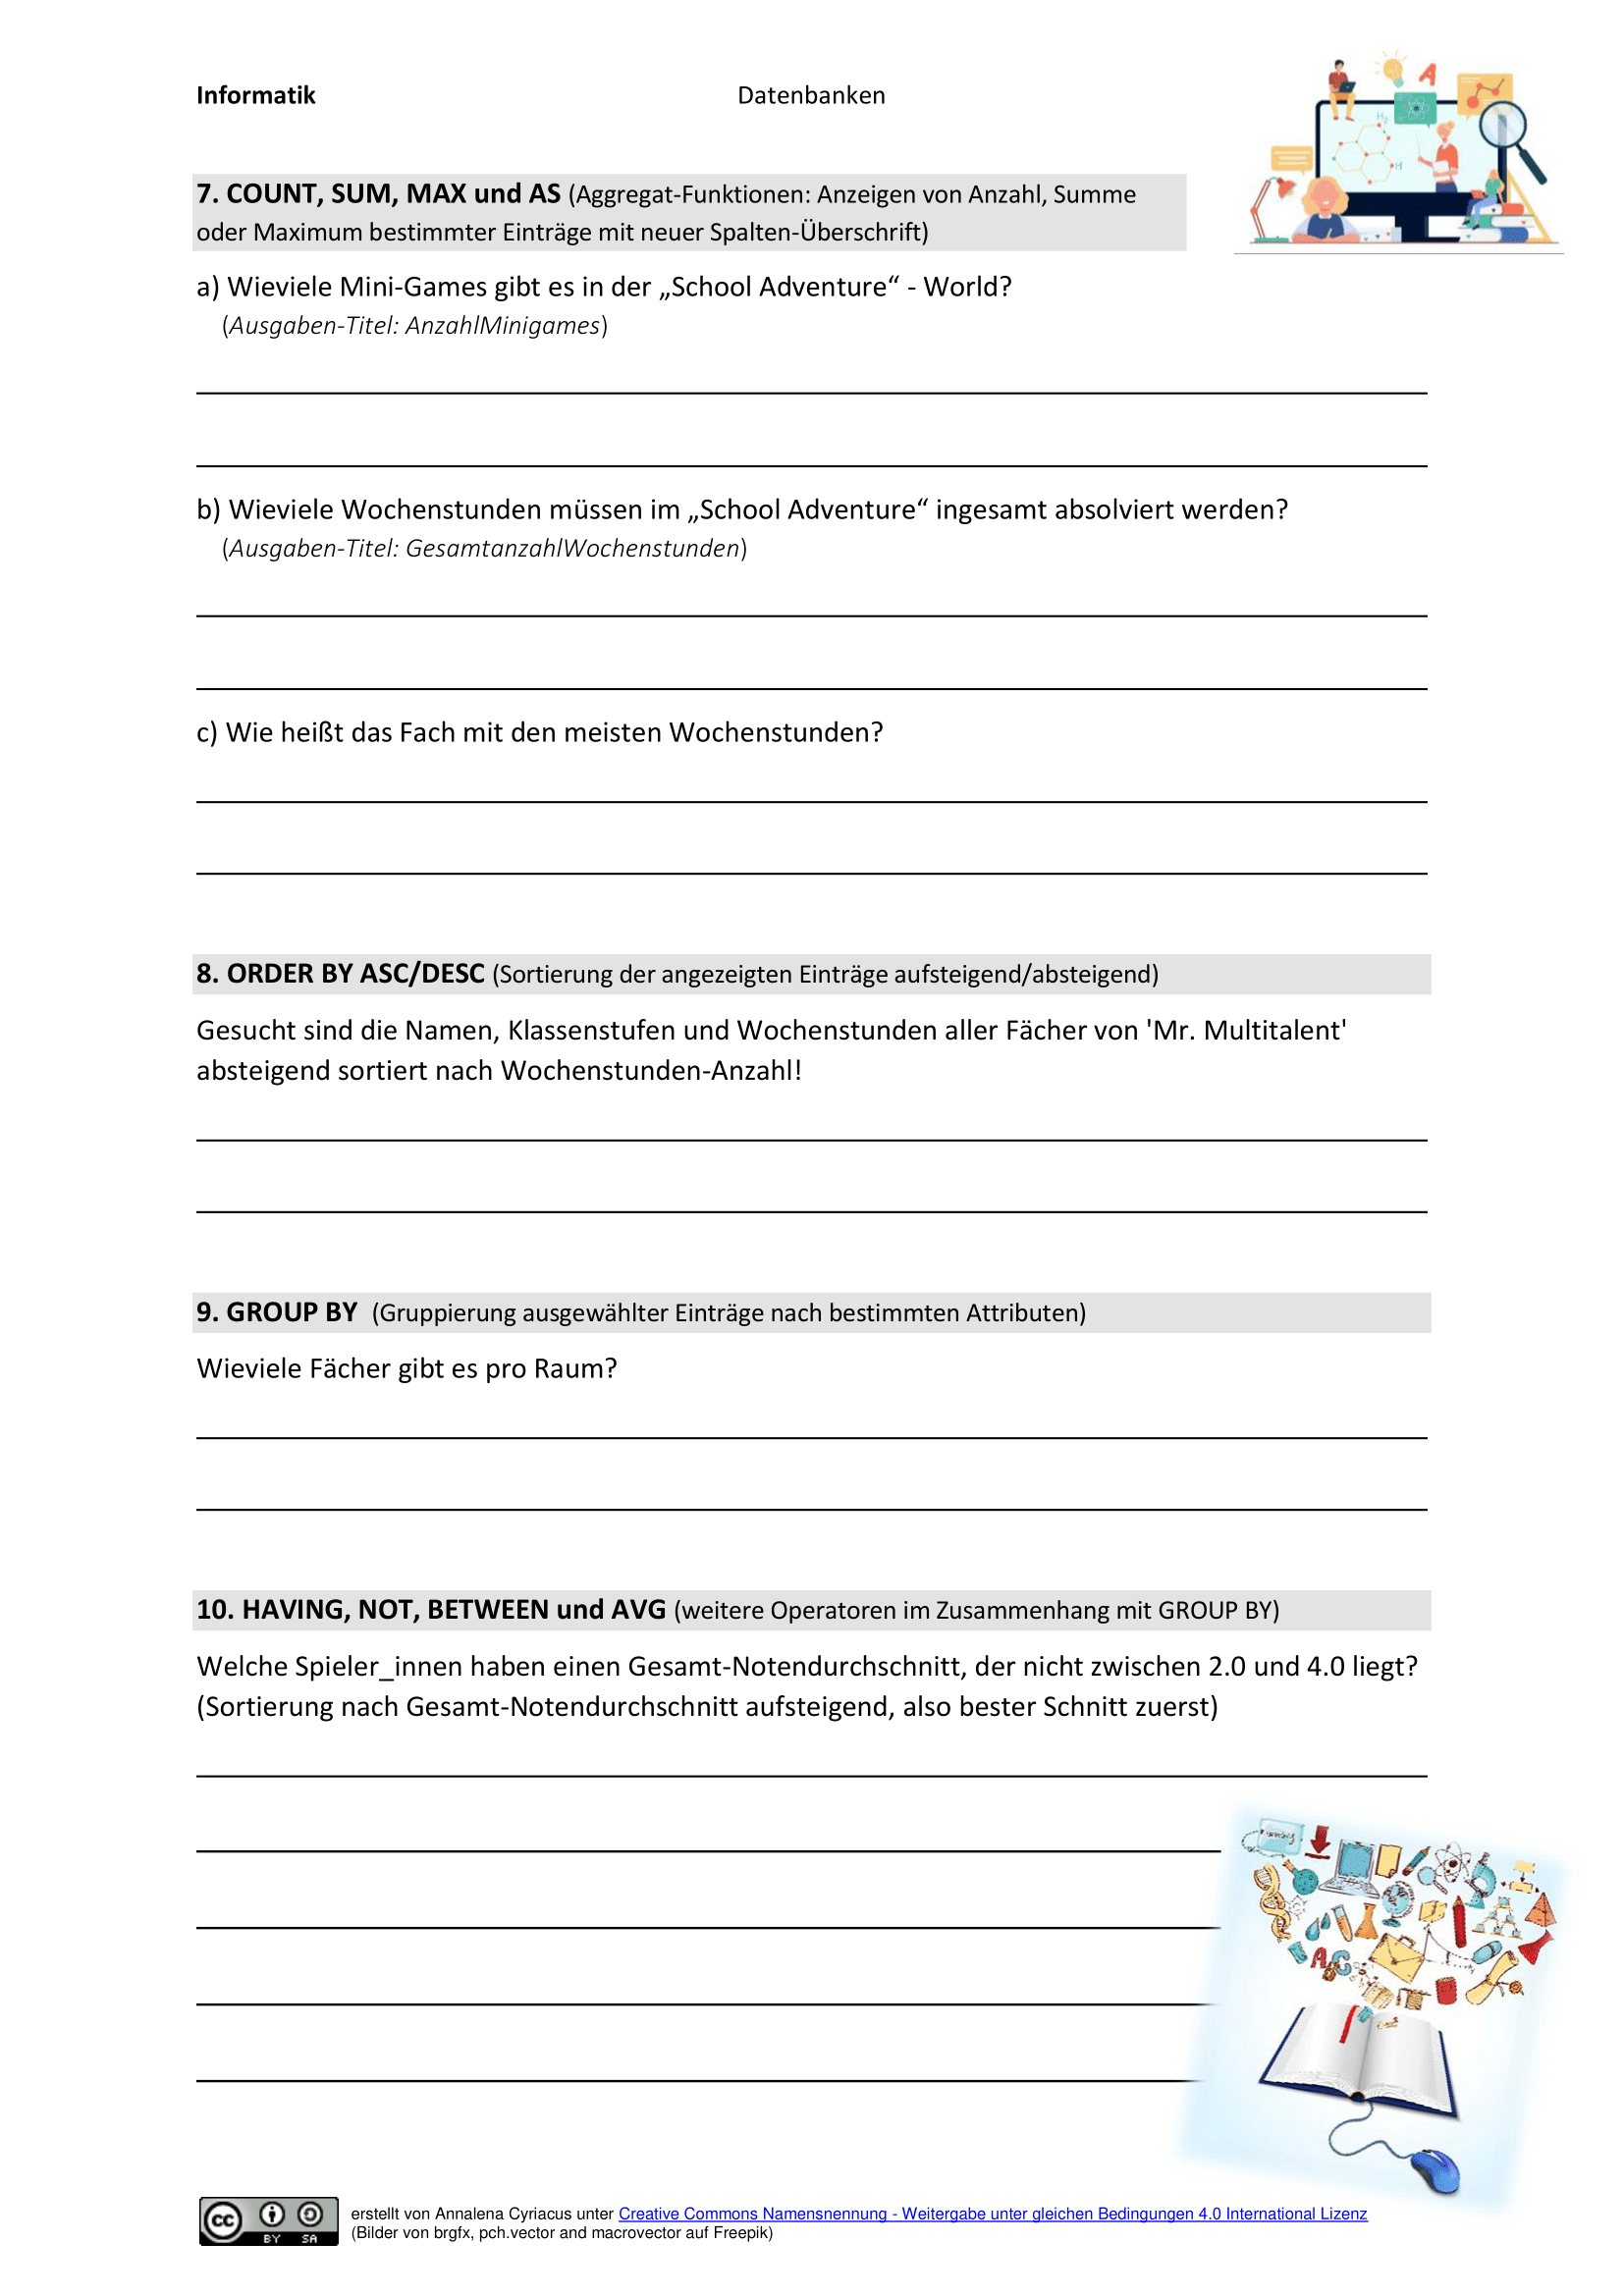 Informatik
Datenbanken
7. COUNT, SUM, MAX und AS (Aggregat-Funktionen: Anzeigen von Anzahl, Summe
oder Maximum bestimmter Einträge mit neuer Spalten-Überschrift)
a) Wieviele Mini-Games gibt es in der „School Adventure“ - World?
(Ausgaben-Titel: AnzahlMinigames)
b) Wieviele Wochenstunden müssen im „School Adventure“ ingesamt absolviert werden?
(Ausgaben-Titel: GesamtanzahlWochenstunden)
c) Wie heißt das Fach mit den meisten Wochenstunden?
8. ORDER BY ASC/DESC (Sortierung der angezeigten Einträge aufsteigend/absteigend)
Gesucht sind die Namen, Klassenstufen und Wochenstunden aller Fächer von 'Mr. Multitalent'
absteigend sortiert nach Wochenstunden-Anzahl!
9. GROUP BY (Gruppierung ausgewählter Einträge nach bestimmten Attributen)
Wieviele Fächer gibt es pro Raum?
10. HAVING, NOT, BETWEEN und AVG (weitere Operatoren im Zusammenhang mit GROUP BY)
Welche Spieler_innen haben einen Gesamt-Notendurchschnitt, der nicht zwischen 2.0 und 4.0 liegt?
(Sortierung nach Gesamt-Notendurchschnitt aufsteigend, also bester Schnitt zuerst)
cc BY SA
erstellt von Annalena Cyriacus unter Creative Commons Namensnennung - Weitergabe unter gleichen Bedingungen 4.0 International Lizenz
(Bilder von brgfx, pch.vector and macrovector auf Freepik)